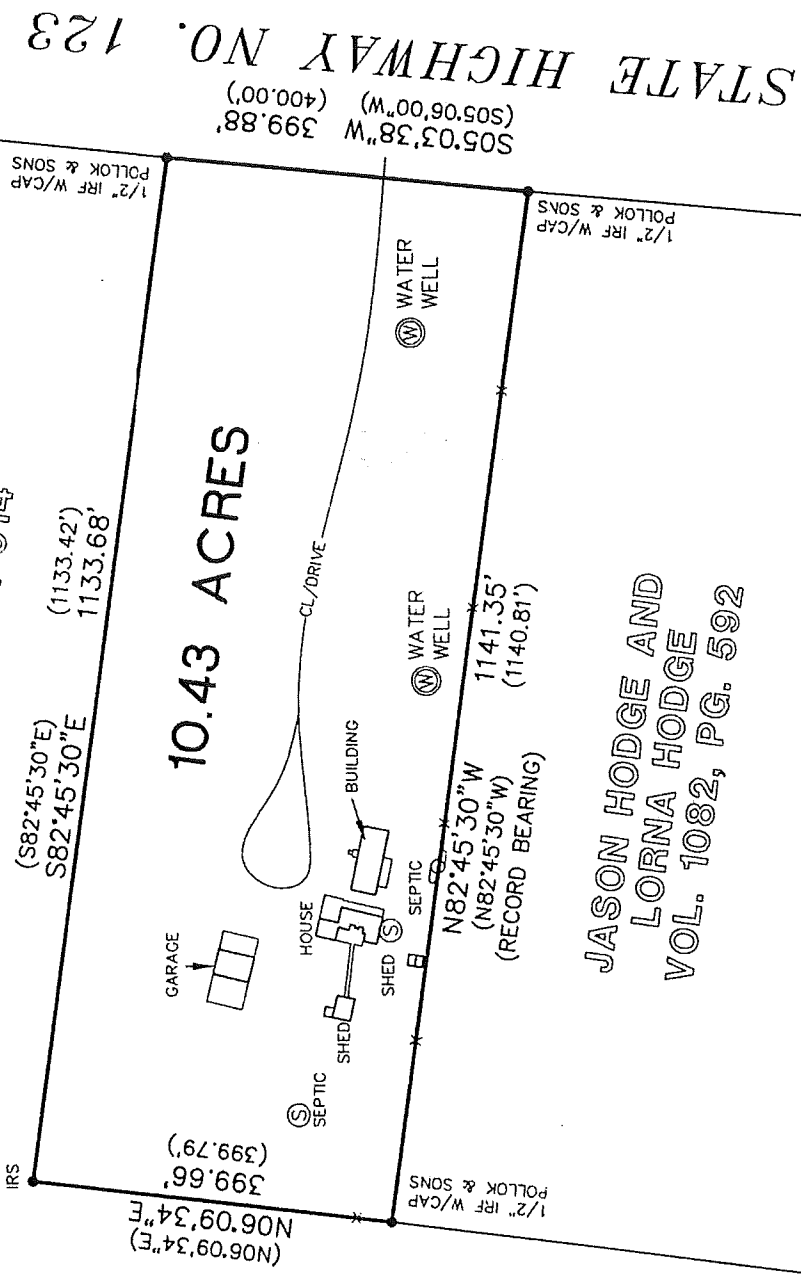 STATE HIGHWAY NO. 123
S05°03'38"W 399.88'
(S05°06'00"W) (400.00')
1/2" IRF W/CAP
POLLOK & SONS
1/2" IRF W/CAP
POLLOK & SONS
WATER
WELL
W
10.43 ACRES
(1133.42')
1133.68'
(S82°45'30"E)
S82°45'30"E
CL/DRIVE
WATER
WELL
W
1141.35'
(1140.81')
N82°45'30"W
(N82°45'30"W)
(RECORD BEARING)
BUILDING
HOUSE
SEPTIC
S
GARAGE
SHED
SHED
S
SEPTIC
IRS
399.66'
(399.79')
N06°09'34"E
(N06°09'34"E)
1/2" IRF W/CAP
POLLOK & SONS
JASON HODGE AND
LORNA HODGE
VOL. 1082, PG. 592